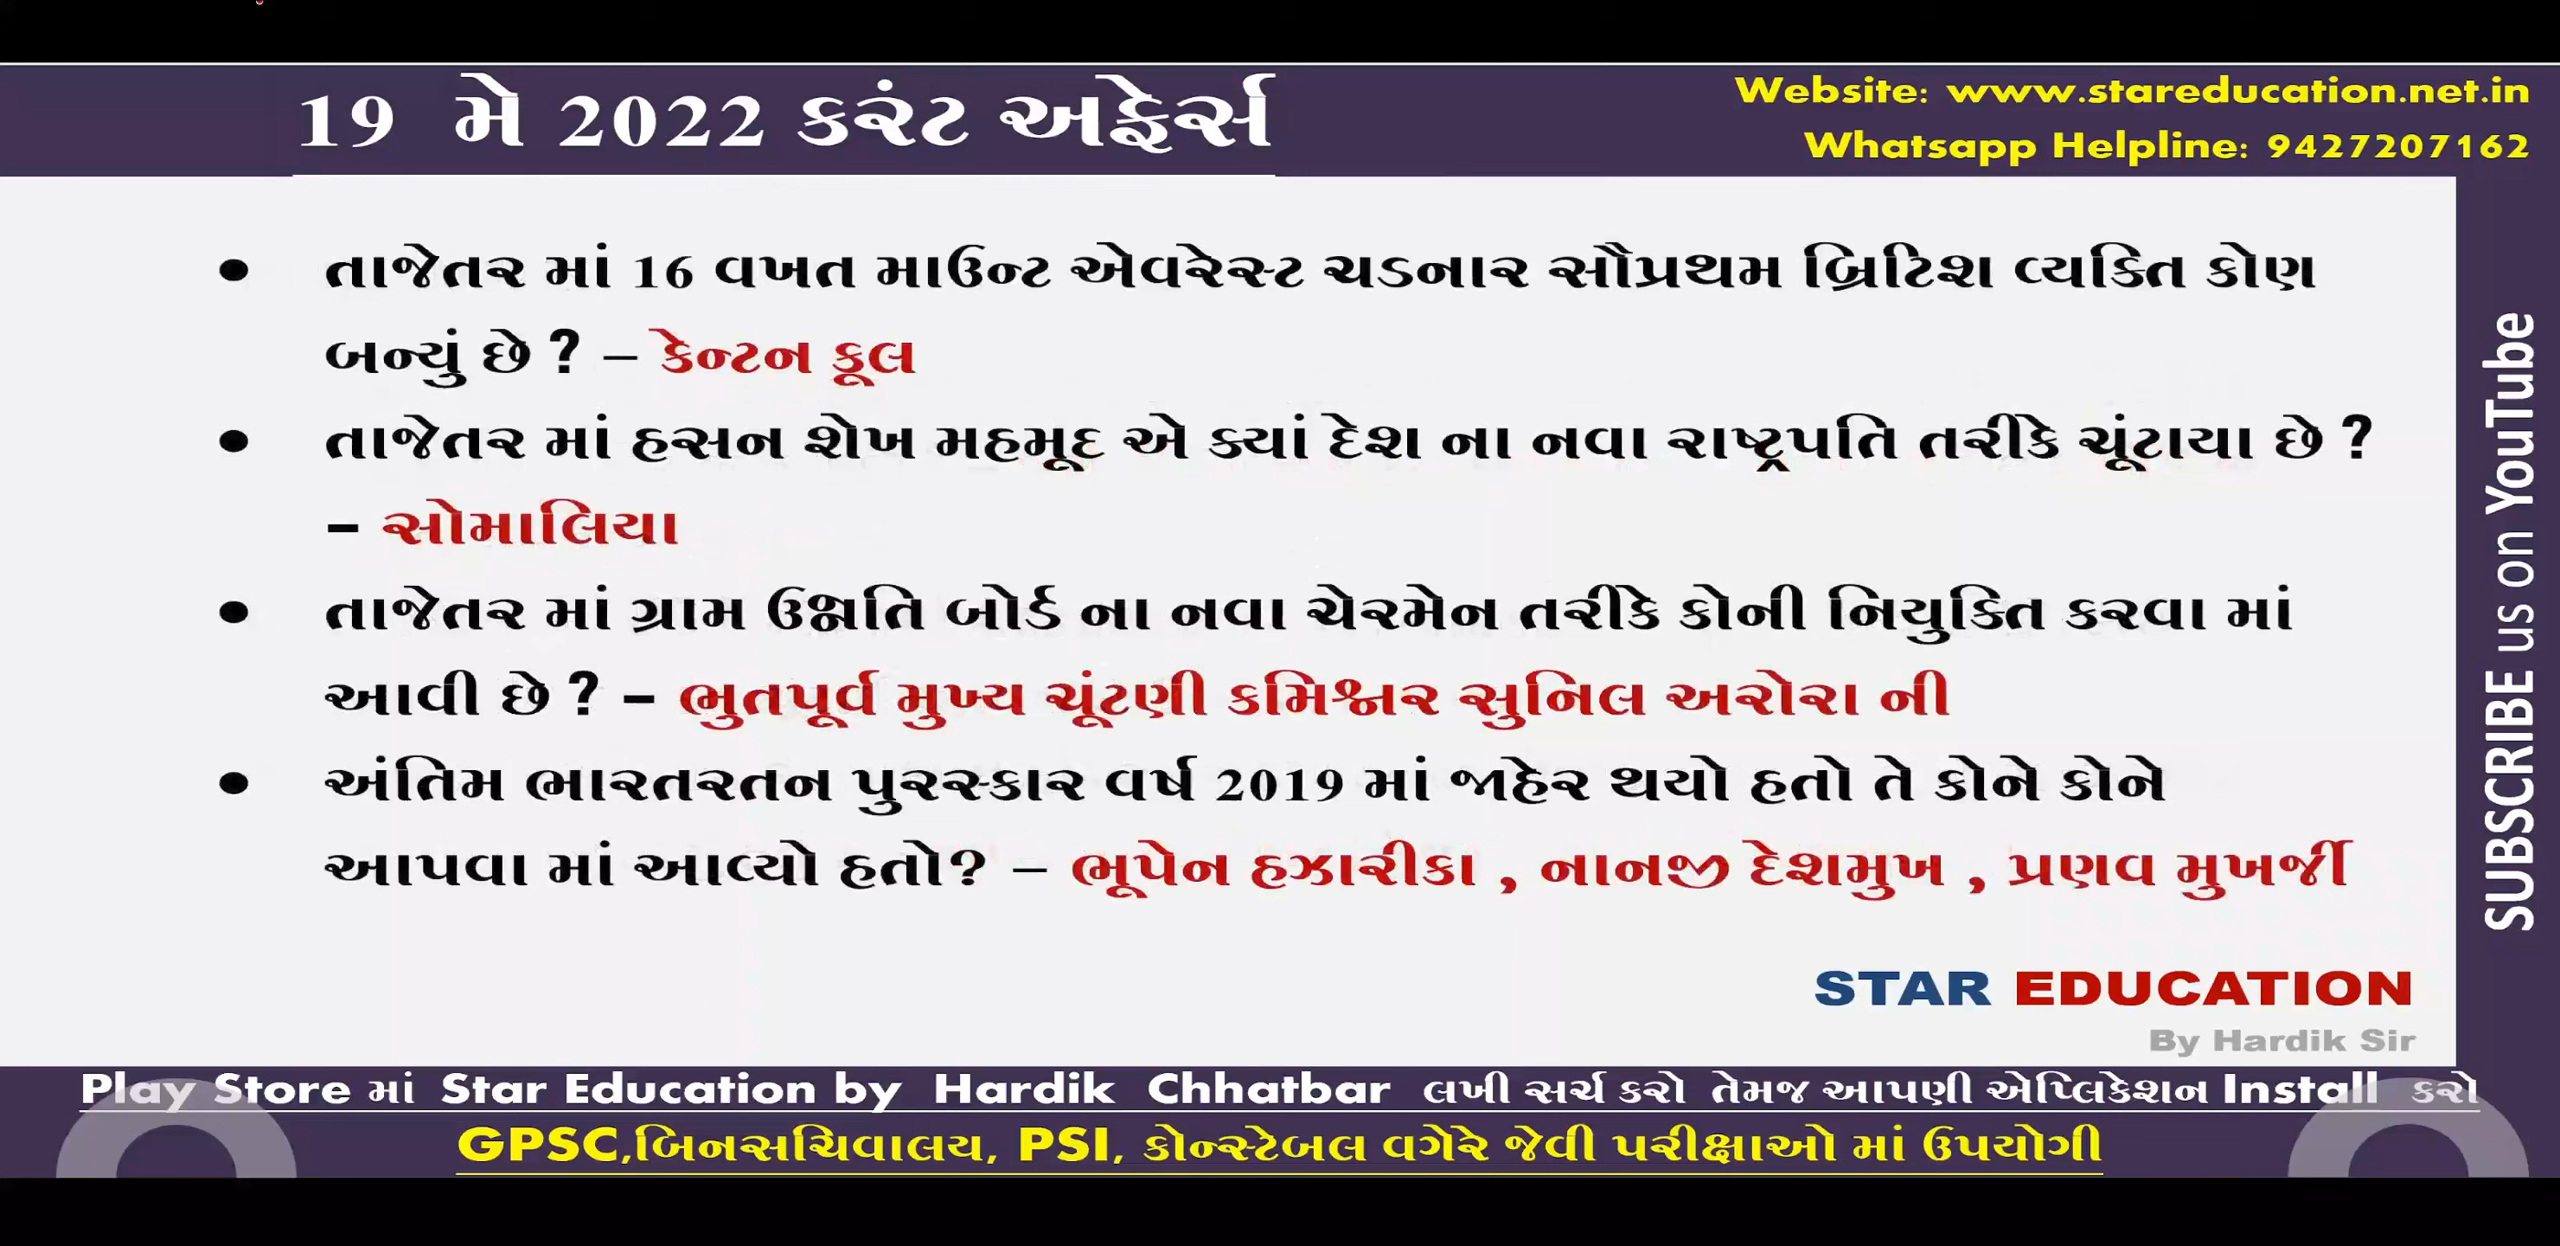 19 મે 2022 કરંટ અફેર્સ
Website: www.stareducation.net.in
Whatsapp Helpline: 9427207162
• તાજેતર માં 16 વખત માઉન્ટ એવરેસ્ટ ચડનાર સૌપ્રથમ બ્રિટિશ વ્યક્તિ કોણ
બન્યું છે ? – કેન્ટન કૂલ
• તાજેતર માં હસન શેખ મહમૂદ એ ક્યાં દેશ ના નવા રાષ્ટ્રપતિ તરીકે ચૂંટાયા છે ?
– સોમાલિયા
• તાજેતર માં ગ્રામ ઉન્નતિ બોર્ડ ના નવા ચેરમેન તરીકે કોની નિયુક્તિ કરવા માં
આવી છે ? – ભુતપૂર્વ મુખ્ય ચૂંટણી કમિશ્નર સુનિલ અરોરા ની
• અંતિમ ભારતરતન પુરસ્કાર વર્ષ 2019 માં જાહેર થયો હતો તે કોને કોને
આપવા માં આવ્યો હતો? – ભૂપેન હઝારીકા , નાનજી દેશમુખ , પ્રણવ મુખર્જી
SUBSCRIBE us on YouTube
STAR EDUCATION
By Hardik Sir
Play Store માં Star Education by Hardik Chhatbar લખી સર્ચ કરો તેમજ આપણી એપ્લિકેશન Install કરો
GPSC,બિનસચિવાલય, PSI, કોન્સ્ટેબલ વગેરે જેવી પરીક્ષાઓ માં ઉપયોગી